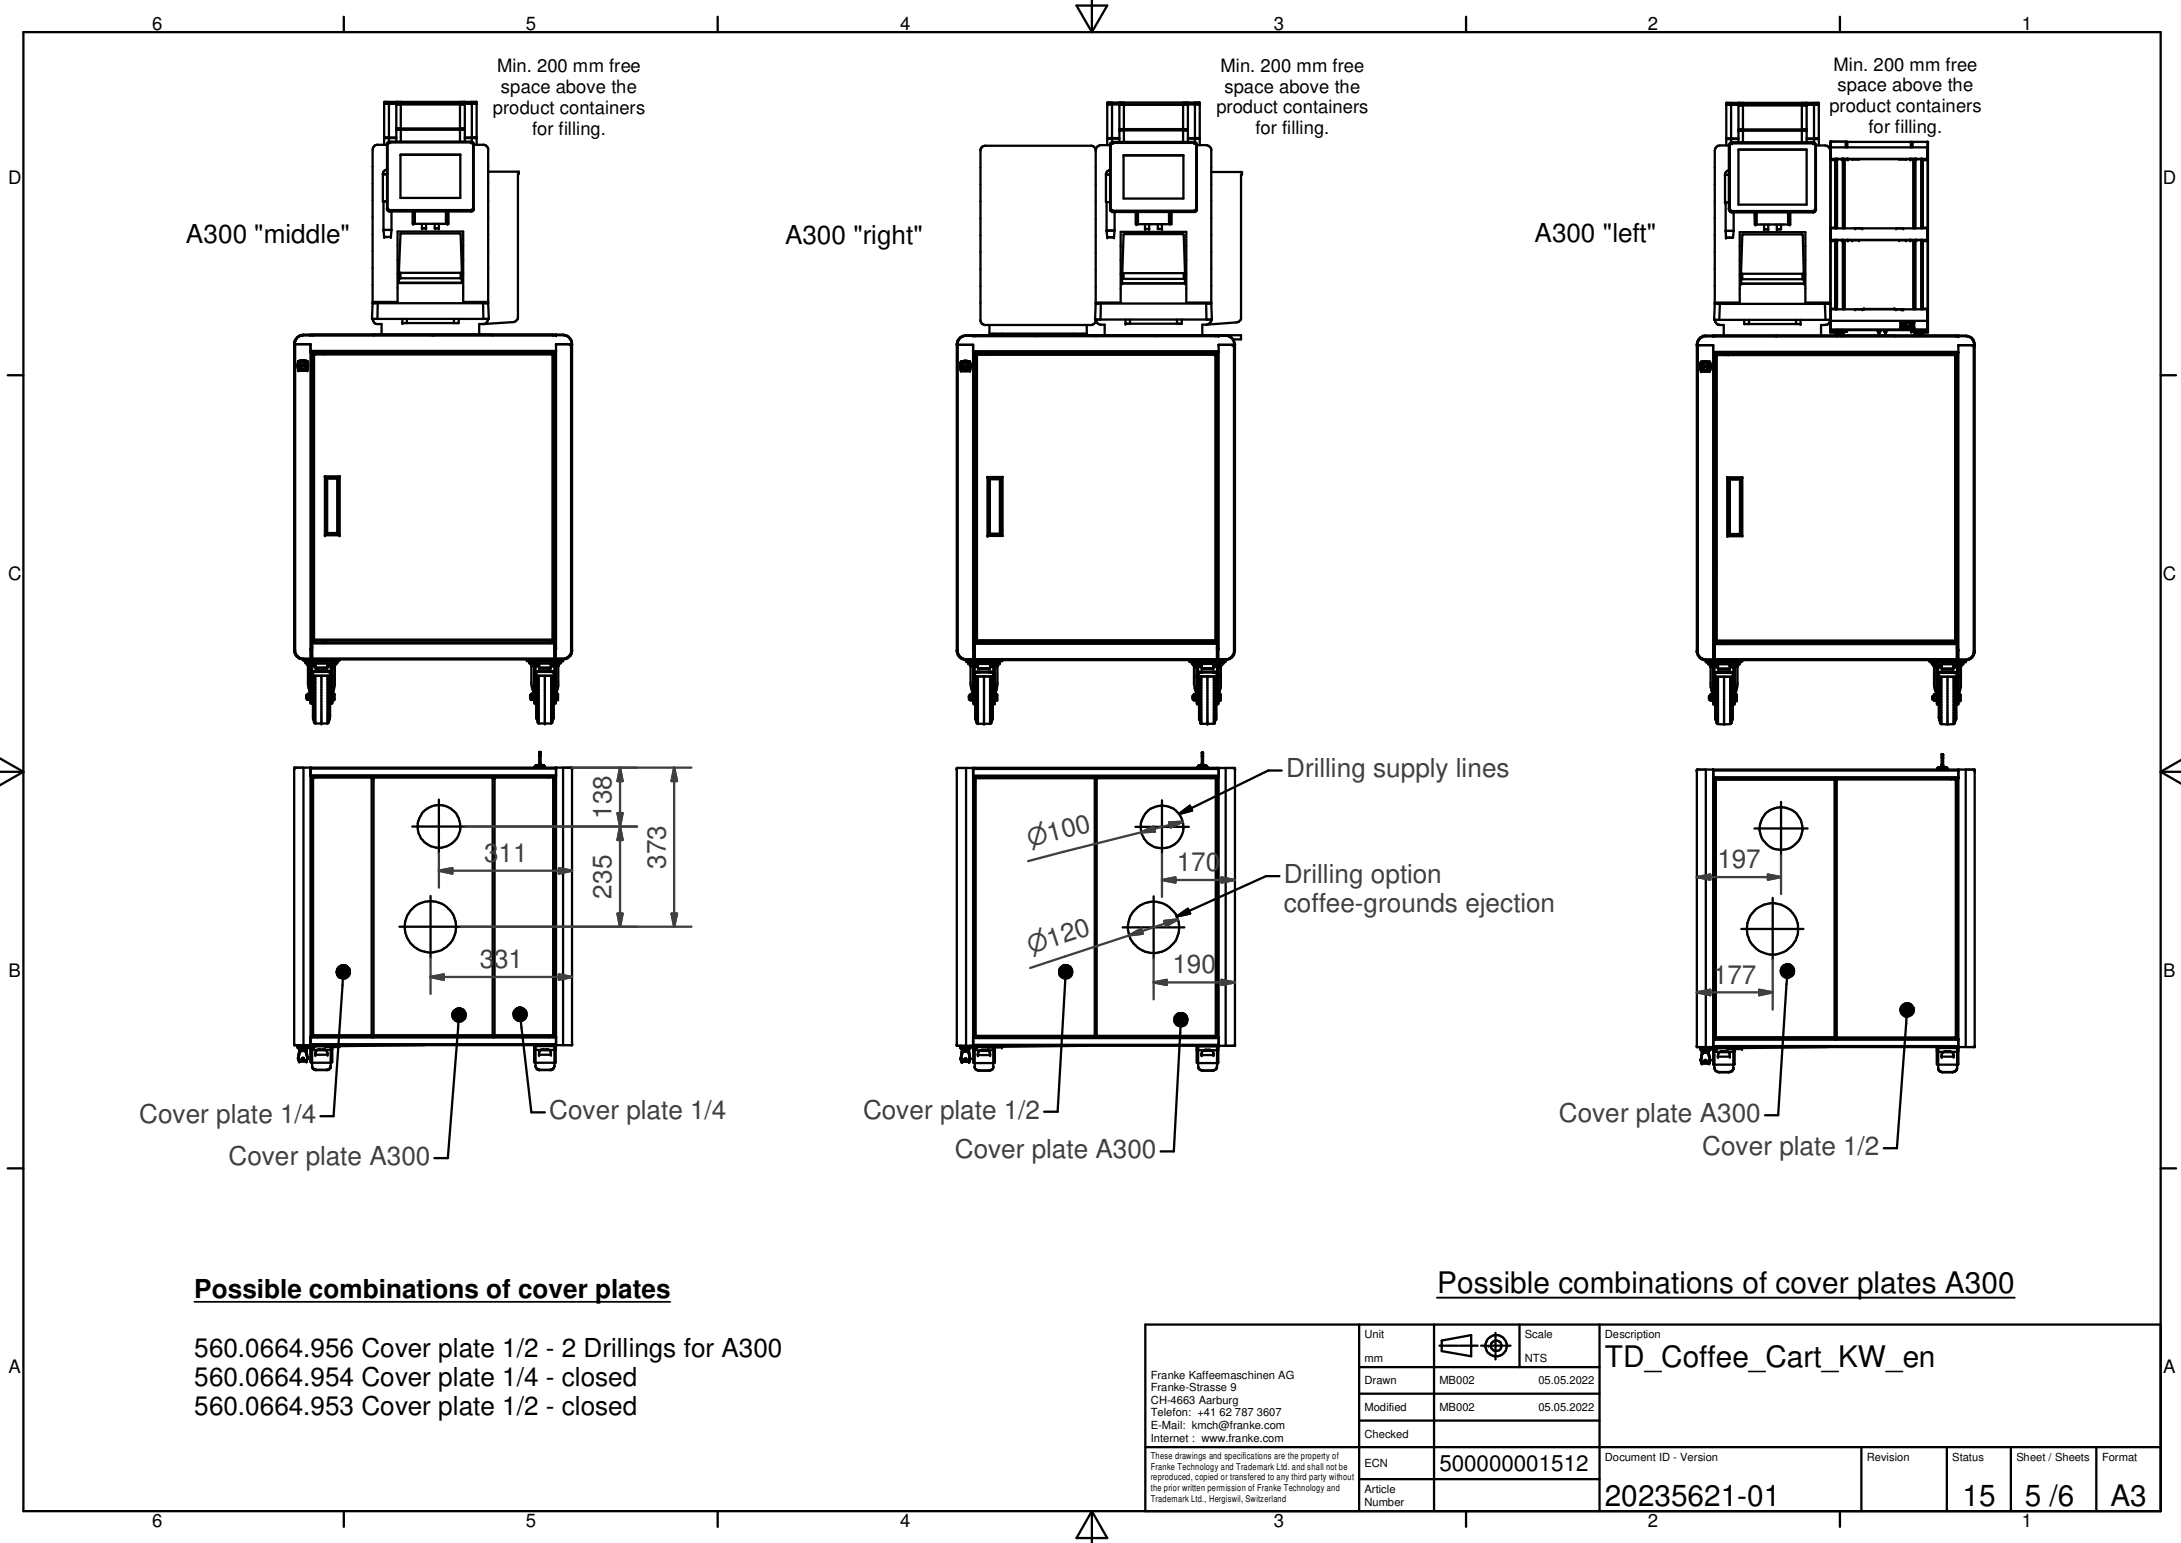 6 5 4 3 2 1
Min. 200 mm free
space above the
product containers
for filling.
Min. 200 mm free
space above the
product containers
for filling.
Min. 200 mm free
space above the
product containers
for filling.
D
D
A300 "middle"
A300 "right"
A300 "left"
C
C
138
373
311
235
331
Drilling supply lines
Ø100
170
Drilling option
coffee-grounds ejection
Ø120
190
197
177
B
B
Cover plate 1/4
Cover plate 1/4
Cover plate A300
Cover plate 1/2
Cover plate A300
Cover plate A300
Cover plate 1/2
Possible combinations of cover plates
560.0664.956 Cover plate 1/2 - 2 Drillings for A300
560.0664.954 Cover plate 1/4 - closed
560.0664.953 Cover plate 1/2 - closed
Possible combinations of cover plates A300
A
A
Franke Kaffeemaschinen AG
Franke-Strasse 9
CH-4663 Aarburg
Telefon: +41 62 787 3607
E-Mail: kmch@franke.com
Internet : www.franke.com
These drawings and specifications are the property of
Franke Technology and Trademark Ltd. and shall not be
reproduced, copied or transfered to any third party without
the prior written permission of Franke Technology and
Trademark Ltd., Hergiswil, Switzerland
Unit
mm
Scale
NTS
Drawn MB002 05.05.2022
Modified MB002 05.05.2022
Checked
ECN 500000001512
Article
Number
Description
TD_Coffee_Cart_KW_en
Document ID - Version
20235621-01
Revision
Status
15
Sheet / Sheets
5 /6
Format
A3
6 5 4 3 2 1